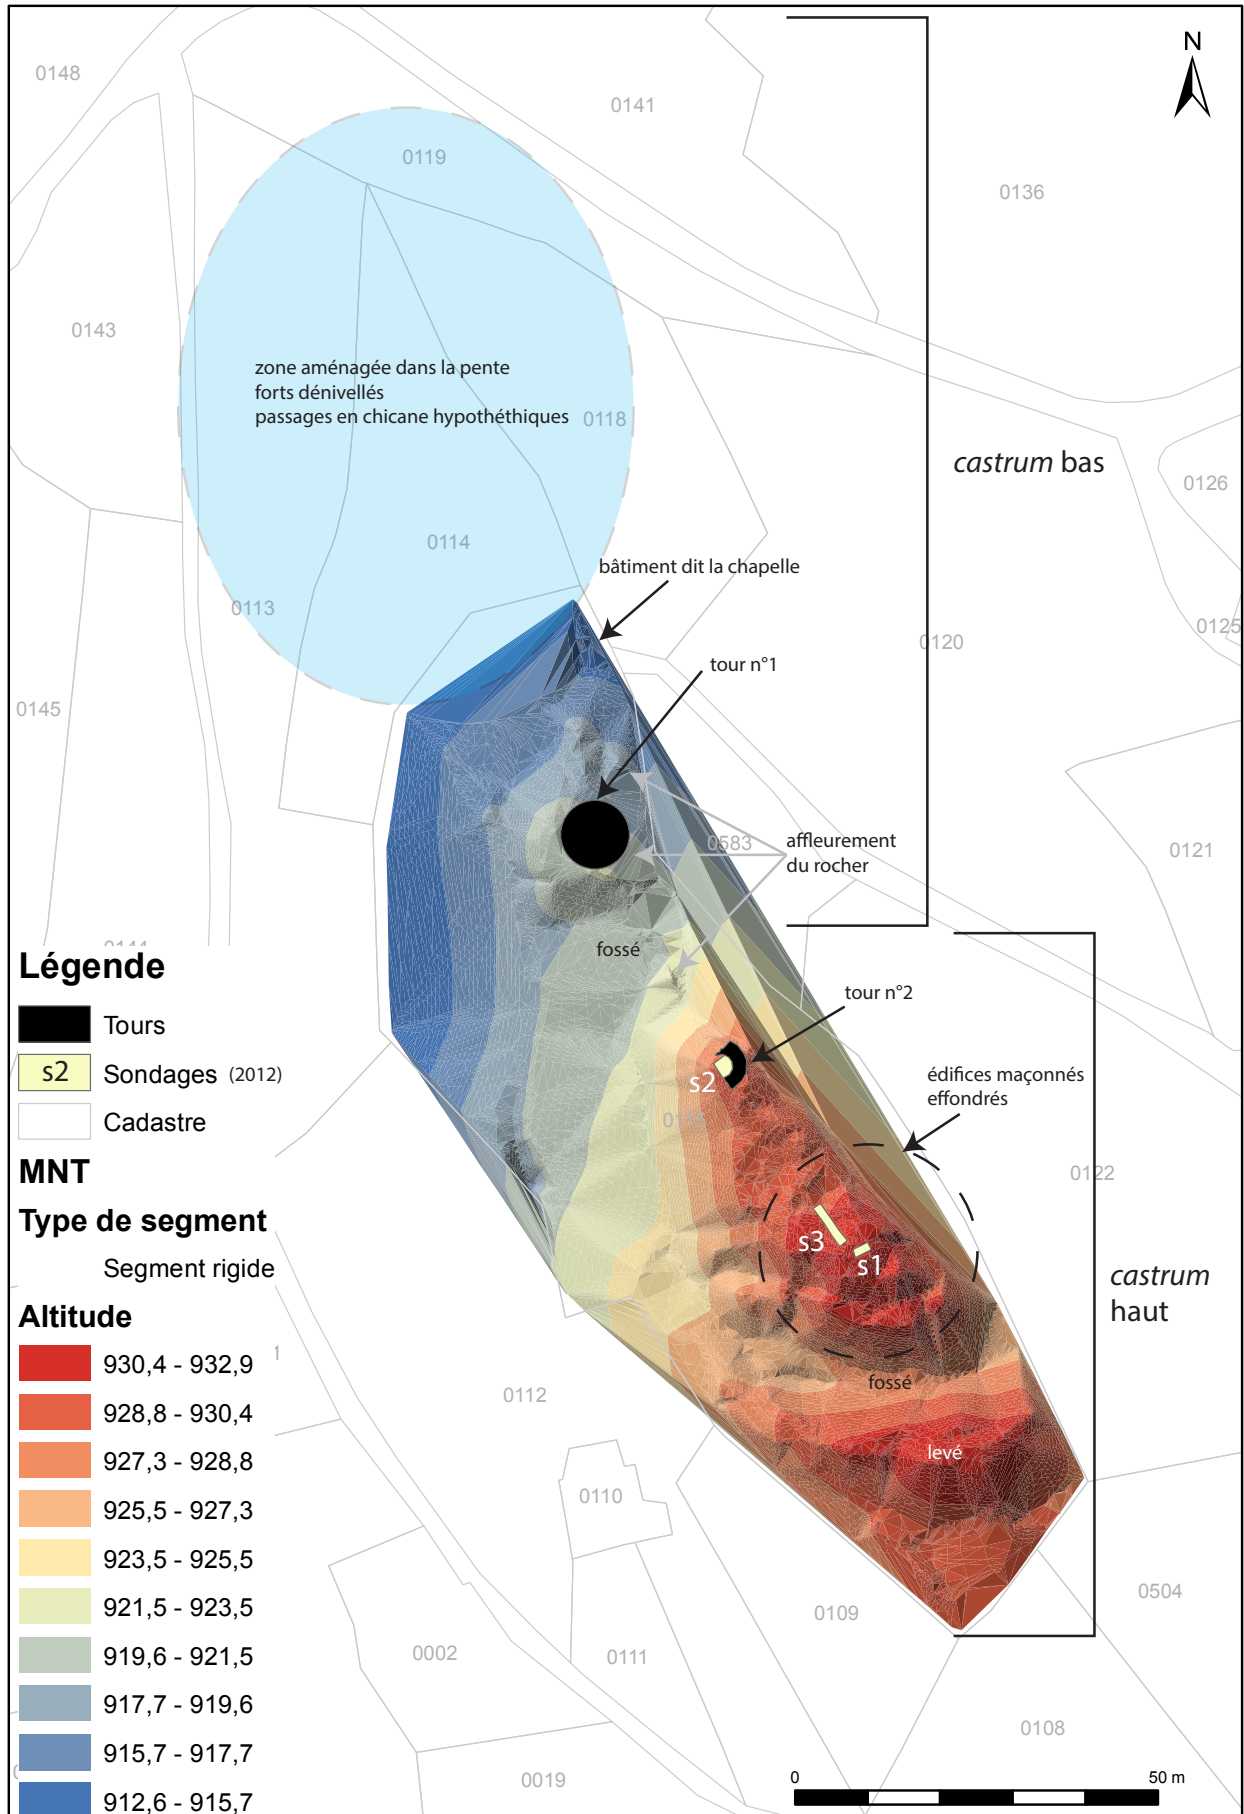 N
0148
0141
0119
0136
0143
zone aménagée dans la pente
forts dénivellés
passages en chicane hypothéthiques
0118
castrum bas
0126
0114
bâtiment dit la chapelle
0113
0125
0120
tour n°1
0145
0583
affleurement
du rocher
0121
fossé
0144
Légende
tour n°2
Tours
s2
Sondages (2012)
s2
édifices maçonnés
effondrés
Cadastre
0115
MNT
0122
Type de segment
s3
s1
Segment rigide
castrum
haut
Altitude
930,4 - 932,9
1
fossé
0112
928,8 - 930,4
levé
927,3 - 928,8
0110
925,5 - 927,3
923,5 - 925,5
0504
921,5 - 923,5
0109
919,6 - 921,5
0002
0111
917,7 - 919,6
0108
915,7 - 917,7
0019
0
50 m
912,6 - 915,7